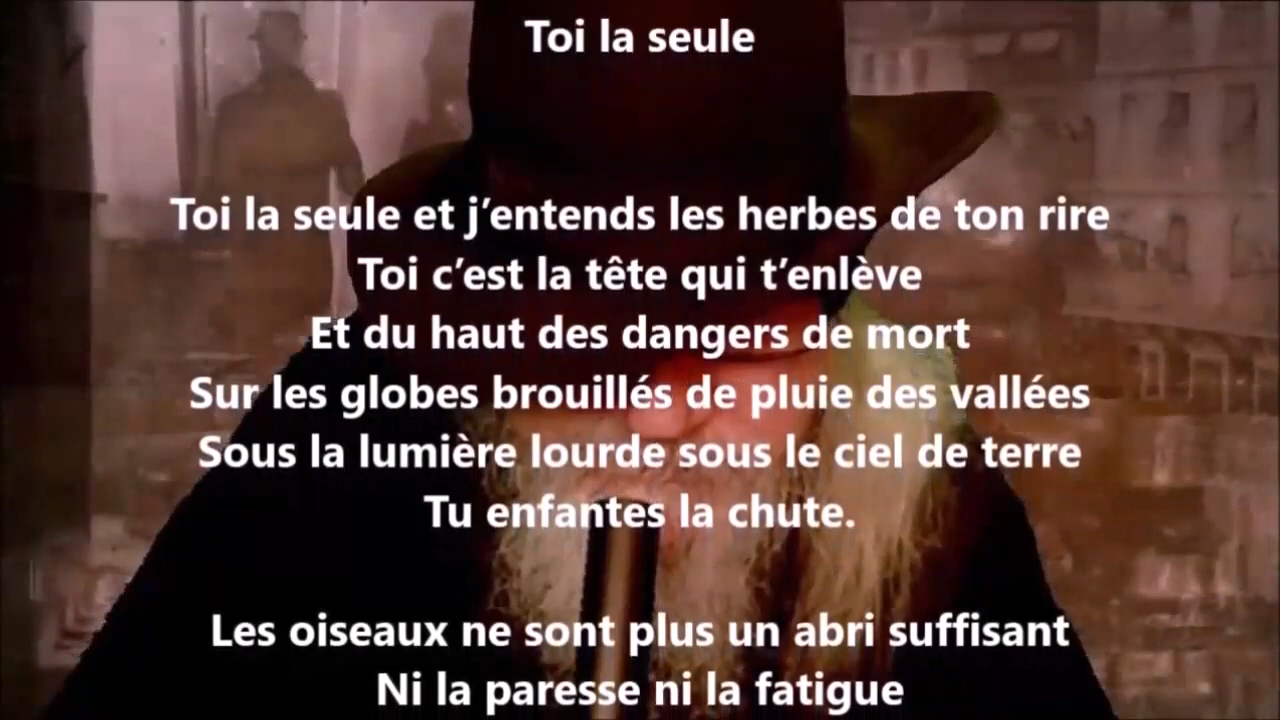 Toi la seule
Toi la seule et j’entends les herbes de ton rire
Toi c’est la tête qui t’enlève
Et du haut des dangers de mort
Sur les globes brouillés de pluie des vallées
Sous la lumière lourde sous le ciel de terre
Tu enfantes la chute.
Les oiseaux ne sont plus un abri suffisant
Ni la paresse ni la fatigue